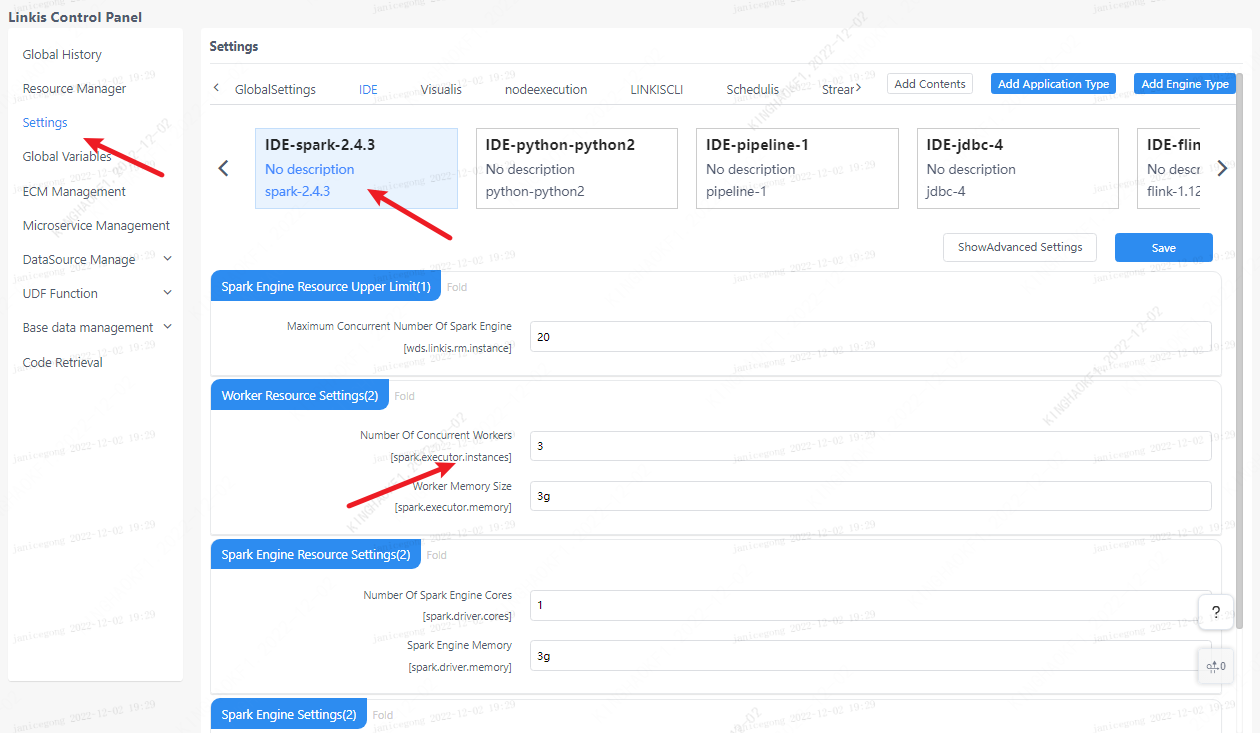 Linkis Control Panel
Global History
Resource Manager
Settings
Global Variables
ECM Management
Microservice Management
DataSource Manage
UDF Function
Base data management
Code Retrieval
Settings
GlobalSettings
IDE
Visualis
nodeexecution
LINKISCLI
Schedulis
Strear
Add Contents
Add Application Type
Add Engine Type
IDE-spark-2.4.3
No description
spark-2.4.3
IDE-python-python2
No description
python-python2
IDE-pipeline-1
No description
pipeline-1
IDE-jdbc-4
No description
jdbc-4
IDE-flin
No descr
flink-1.12
ShowAdvanced Settings
Save
Spark Engine Resource Upper Limit(1)
Fold
Maximum Concurrent Number Of Spark Engine
[wds.linkis.rm.instance]
20
Worker Resource Settings(2)
Fold
Number Of Concurrent Workers
[spark.executor.instances]
3
Worker Memory Size
[spark.executor.memory]
3g
Spark Engine Resource Settings(2)
Fold
Number Of Spark Engine Cores
[spark.driver.cores]
1
Spark Engine Memory
[spark.driver.memory]
3g
Spark Engine Settings(2)
Fold
?
0
janicegong 2022-12-02 19:29